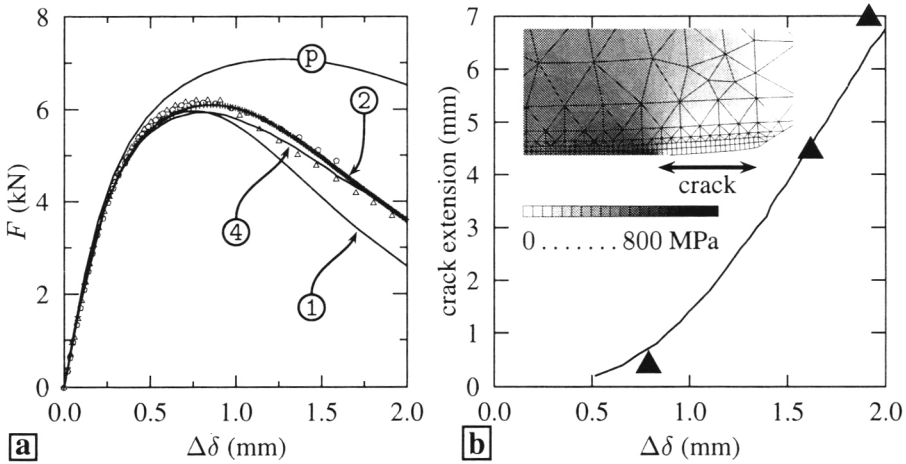 8
6
4
2
0
F (kN)
P
2
4
1
0.0 0.5 1.0 1.5 2.0
Δδ (mm)
a
7
6
5
4
3
2
1
0
crack extension (mm)
crack
0 . . . . . . . 800 MPa
0.0 0.5 1.0 1.5 2.0
Δδ (mm)
b